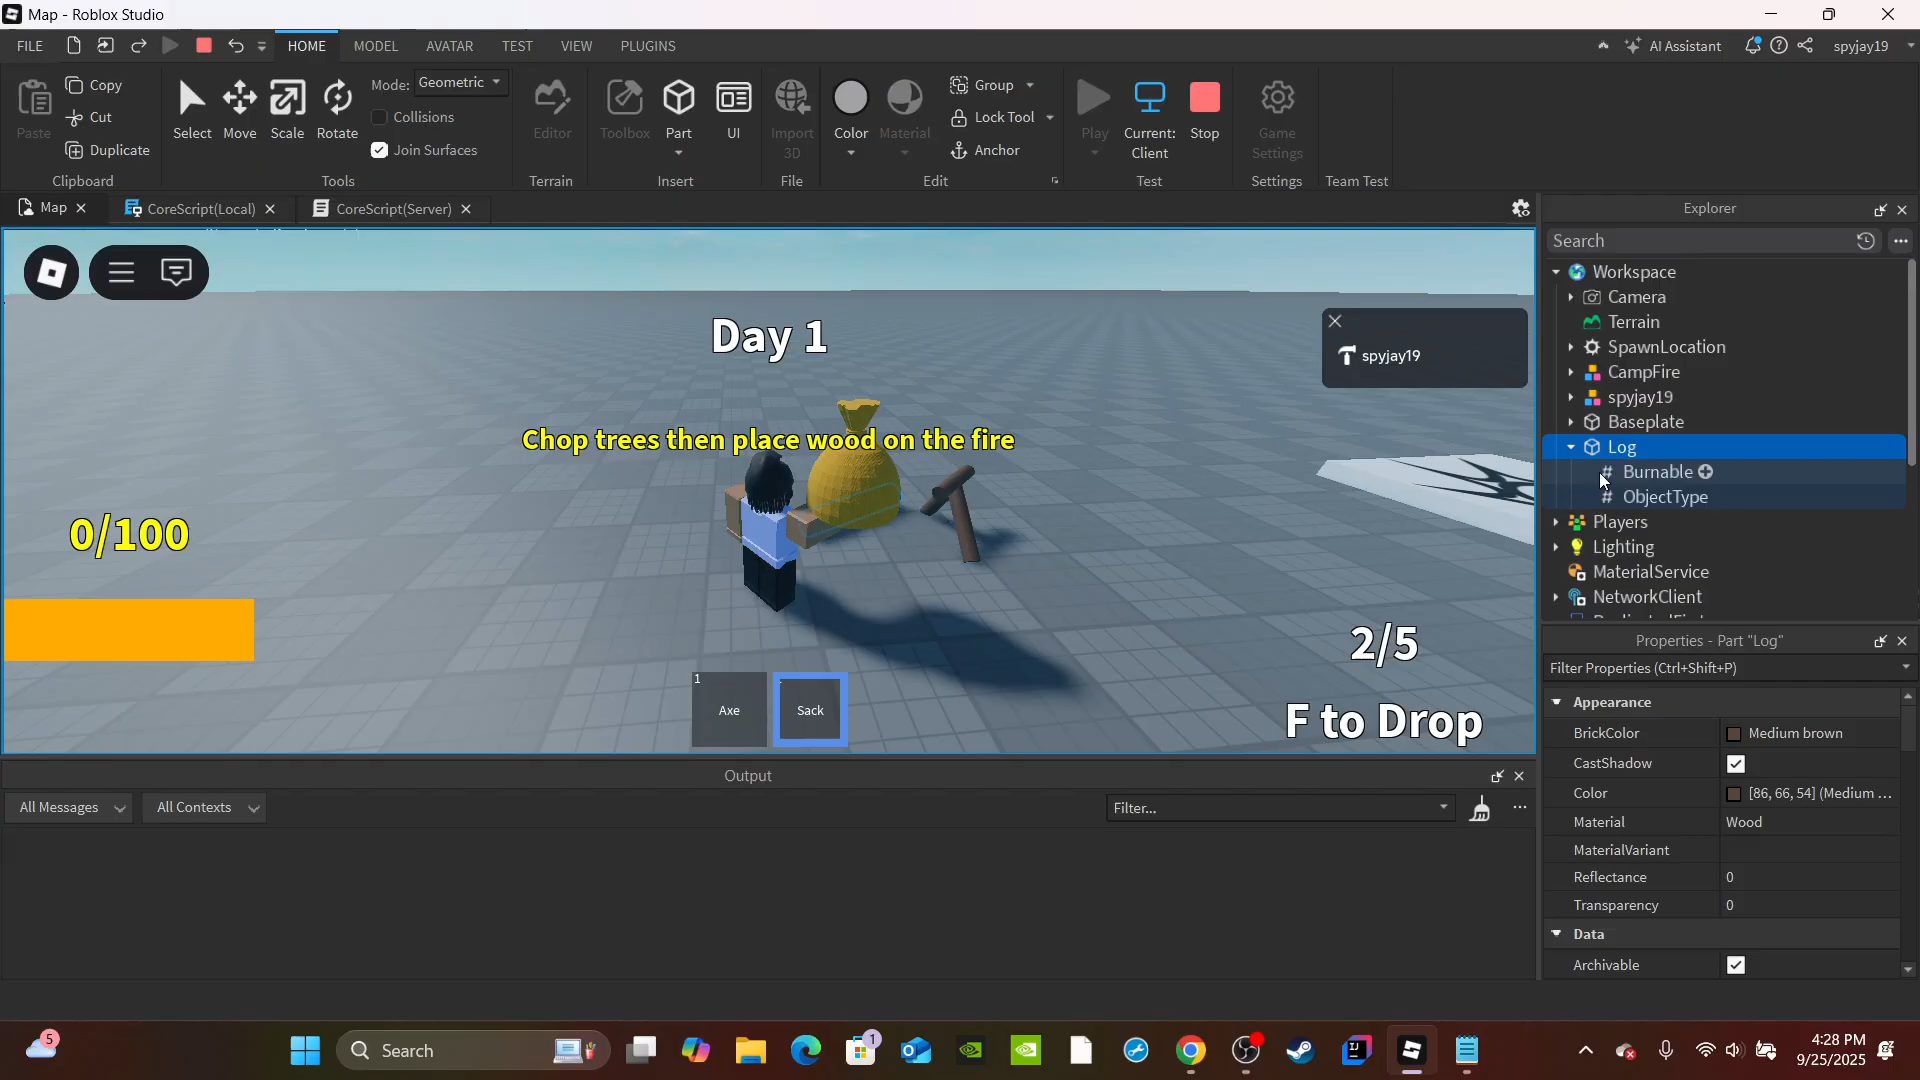 Map - Roblox Studio
FILE HOME MODEL AVATAR TEST VIEW PLUGINS AI Assistant spyjay19
Paste Copy Cut Duplicate Clipboard
Select Move Scale Rotate Mode: Geometric Collisions Join Surfaces Tools
Editor Terrain
Toolbox Part UI Insert
Import 3D File
Color Material Group Lock Tool Anchor Edit
Play Current: Client Stop Test
Game Settings Settings
Team Test
Map CoreScript(Local) CoreScript(Server)
Day 1
spyjay19
Chop trees then place wood on the fire
0/100
2/5
F to Drop
1
Axe Sack
Output
All Messages All Contexts Filter...
Explorer
Search
Workspace
Camera
Terrain
SpawnLocation
CampFire
spyjay19
Baseplate
Log
# Burnable
# ObjectType
Players
Lighting
MaterialService
NetworkClient
Properties - Part "Log"
Filter Properties (Ctrl+Shift+P)
Appearance
BrickColor Medium brown
CastShadow
Color [86, 66, 54] (Medium ...
Material Wood
MaterialVariant
Reflectance 0
Transparency 0
Data
Archivable
5
Search
1
4:28 PM
9/25/2025